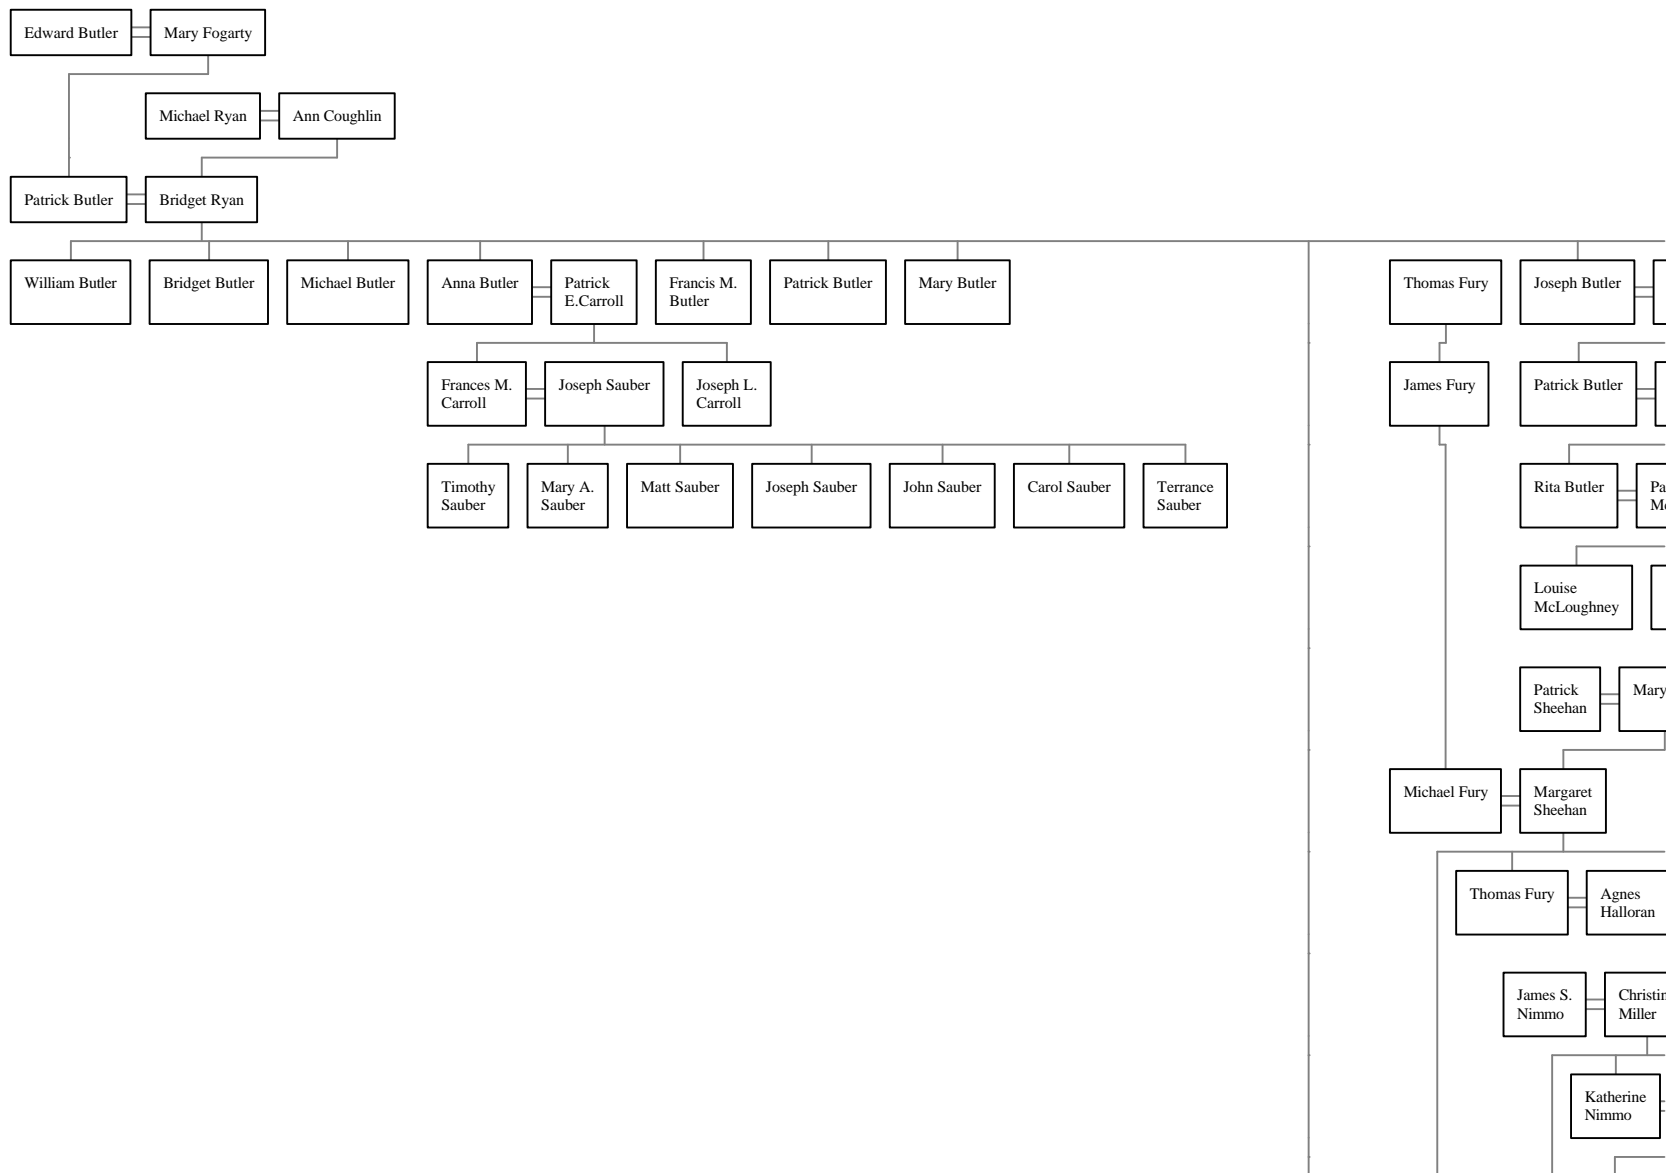 Edward Butler
Mary Fogarty
Michael Ryan
Ann Coughlin
Patrick Butler
Bridget Ryan
William Butler
Bridget Butler
Michael Butler
Anna Butler
Patrick
E.Carroll
Francis M.
Butler
Patrick Butler
Mary Butler
Thomas Fury
Joseph Butler
Frances M.
Carroll
Joseph Sauber
Joseph L.
Carroll
James Fury
Patrick Butler
Timothy
Sauber
Mary A.
Sauber
Matt Sauber
Joseph Sauber
John Sauber
Carol Sauber
Terrance
Sauber
Rita Butler
Louise
McLoughney
Patrick
Sheehan
Mary
Michael Fury
Margaret
Sheehan
Thomas Fury
Agnes
Halloran
James S.
Nimmo
Miller
Katherine
Nimmo